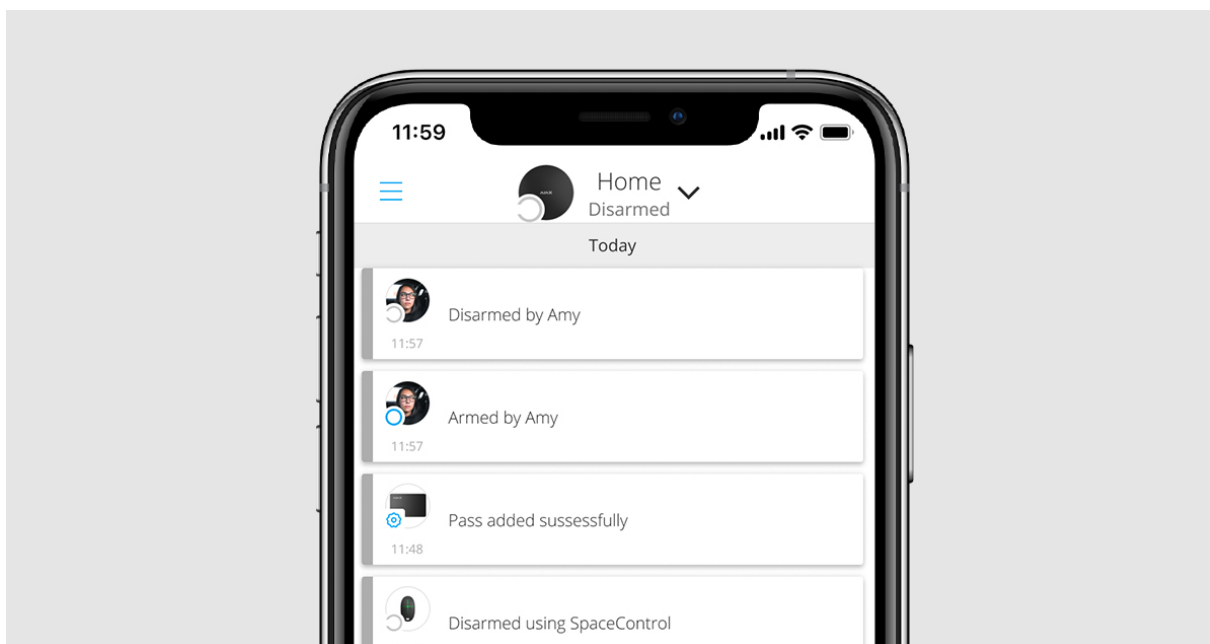 11:59
Home
Disarmed
Today
Disarmed by Amy
11:57
Armed by Amy
11:57
Pass added sussessfully
11:48
Disarmed using SpaceControl